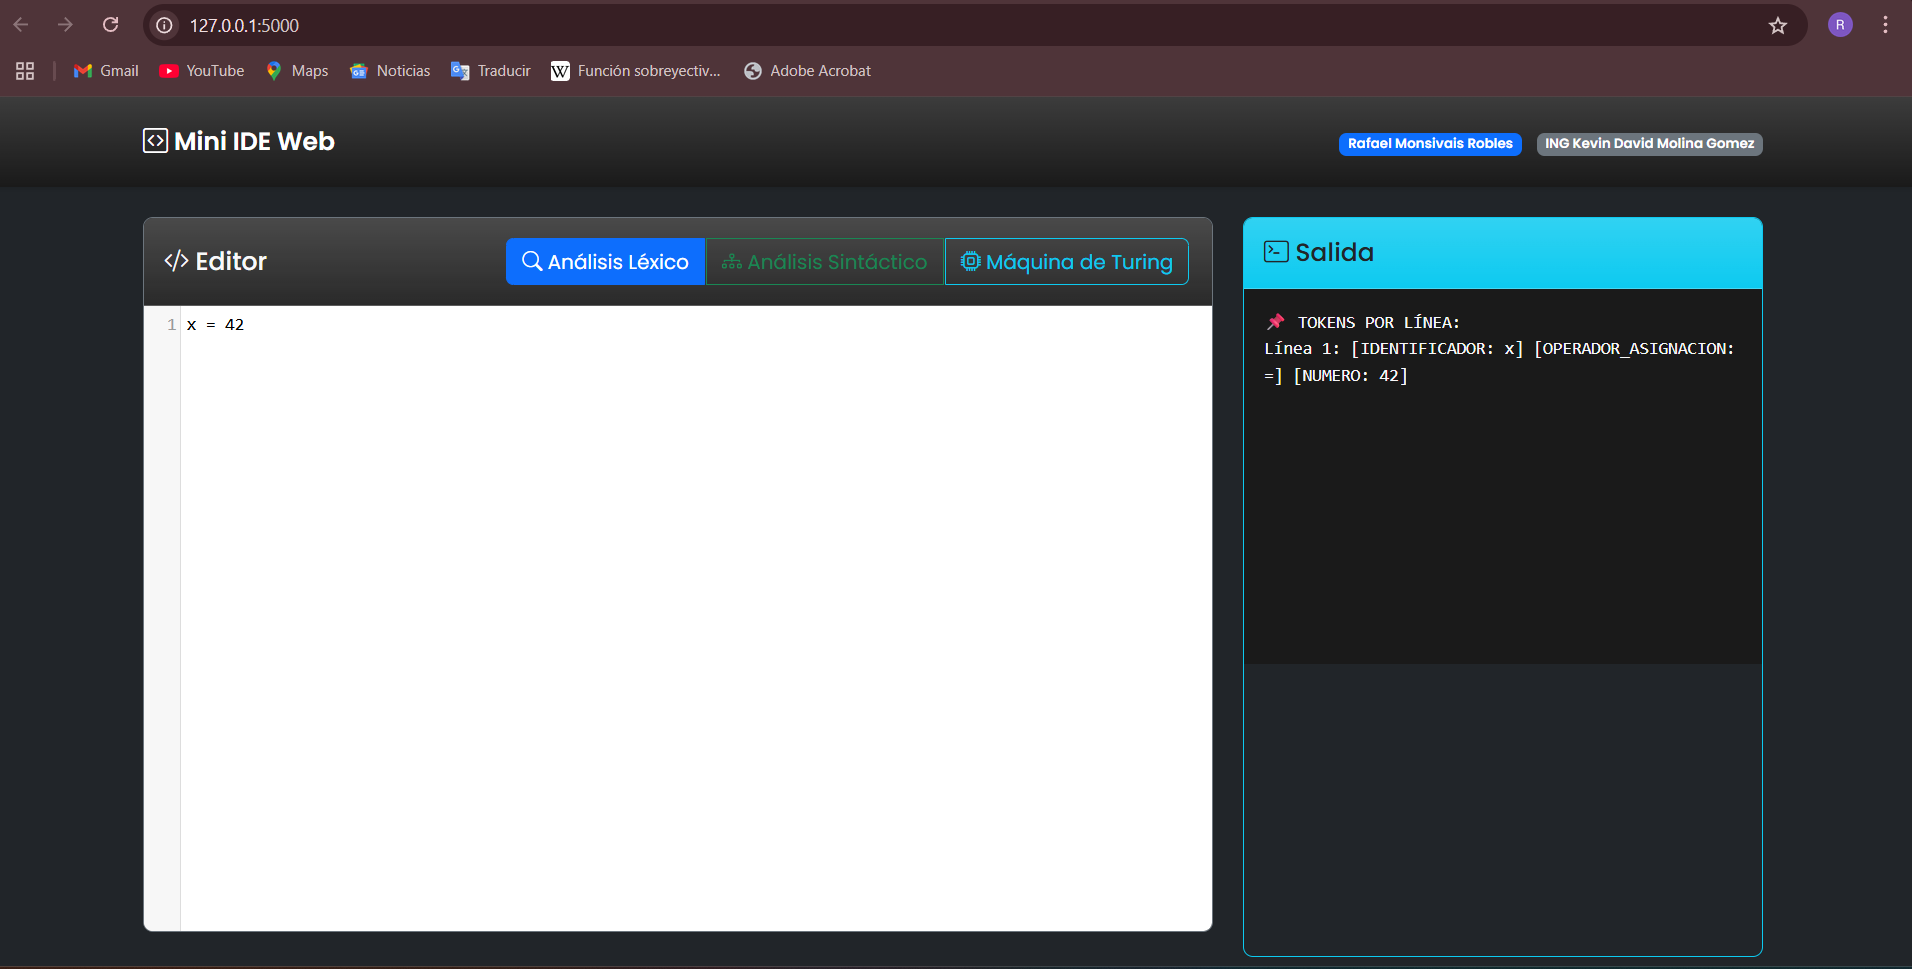 127.0.0.1:5000
R
Gmail
YouTube
Maps
Noticias
Traducir
Función sobreyectiv...
Adobe Acrobat
Mini IDE Web
Rafael Monsivais Robles
ING Kevin David Molina Gomez
</> Editor
Análisis Léxico
Análisis Sintáctico
Máquina de Turing
Salida
1 x = 42
TOKENS POR LÍNEA:
Línea 1: [IDENTIFICADOR: x] [OPERADOR_ASIGNACION:
=] [NUMERO: 42]